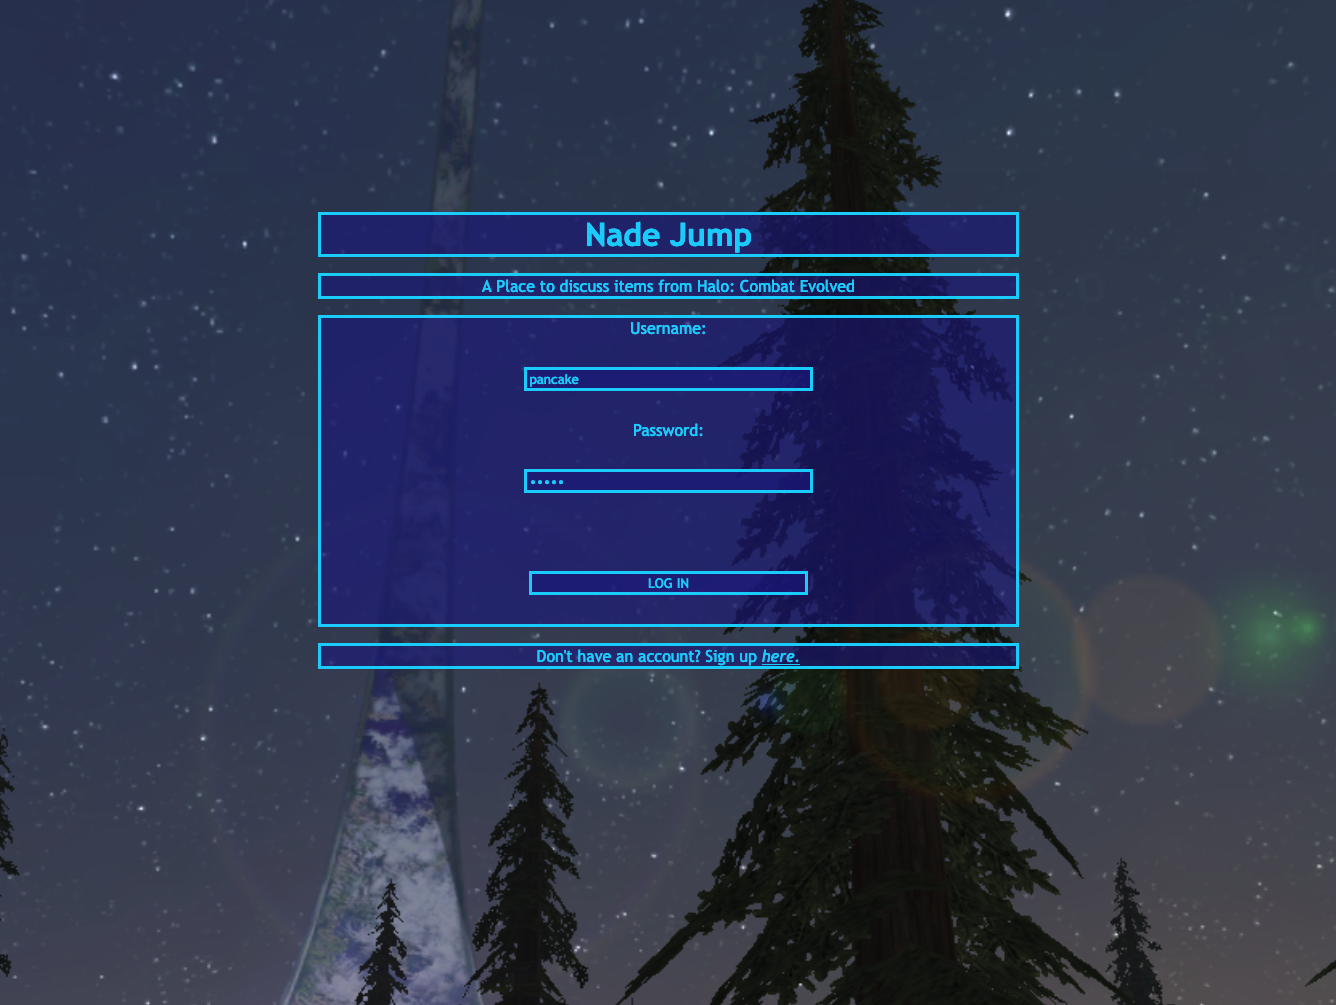 Nade Jump
A Place to discuss items from Halo: Combat Evolved
Username:
pancake
Password:
•••••
LOG IN
Don't have an account? Sign up here.